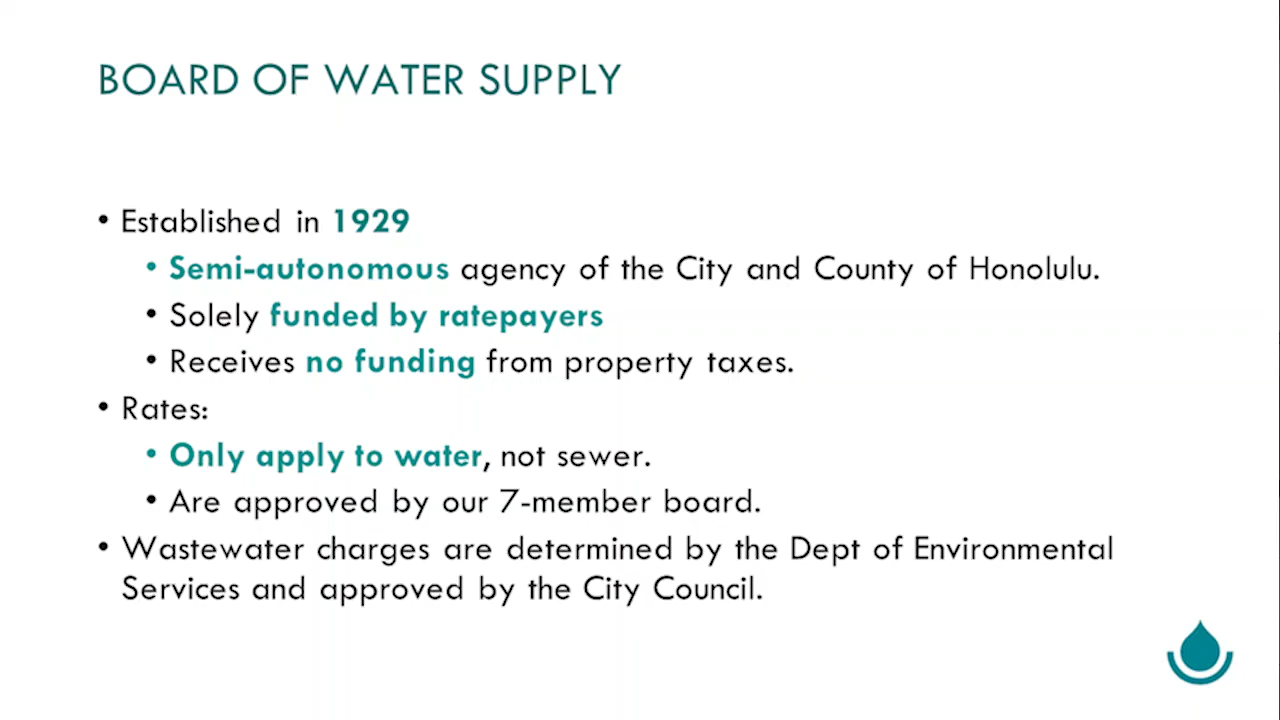 BOARD OF WATER SUPPLY
• Established in 1929
• Semi-autonomous agency of the City and County of Honolulu.
• Solely funded by ratepayers
• Receives no funding from property taxes.
• Rates:
• Only apply to water, not sewer.
• Are approved by our 7-member board.
• Wastewater charges are determined by the Dept of Environmental
Services and approved by the City Council.